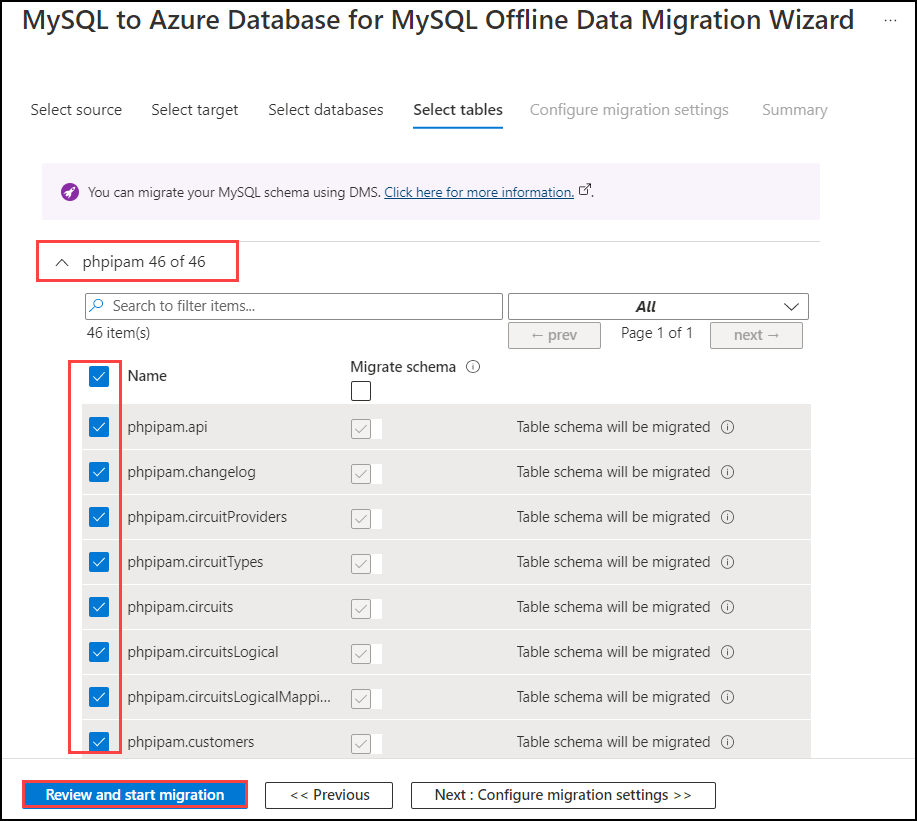 MySQL to Azure Database for MySQL Offline Data Migration Wizard ...
Select source Select target Select databases Select tables Configure migration settings Summary
You can migrate your MySQL schema using DMS. Click here for more information. .
phpipam 46 of 46
Search to filter items... All
46 item(s) ← prev Page 1 of 1 next →
Name Migrate schema
phpipam.api Table schema will be migrated
phpipam.changelog Table schema will be migrated
phpipam.circuitProviders Table schema will be migrated
phpipam.circuitTypes Table schema will be migrated
phpipam.circuits Table schema will be migrated
phpipam.circuitsLogical Table schema will be migrated
phpipam.circuitsLogicalMappi... Table schema will be migrated
phpipam.customers Table schema will be migrated
Review and start migration << Previous Next : Configure migration settings >>